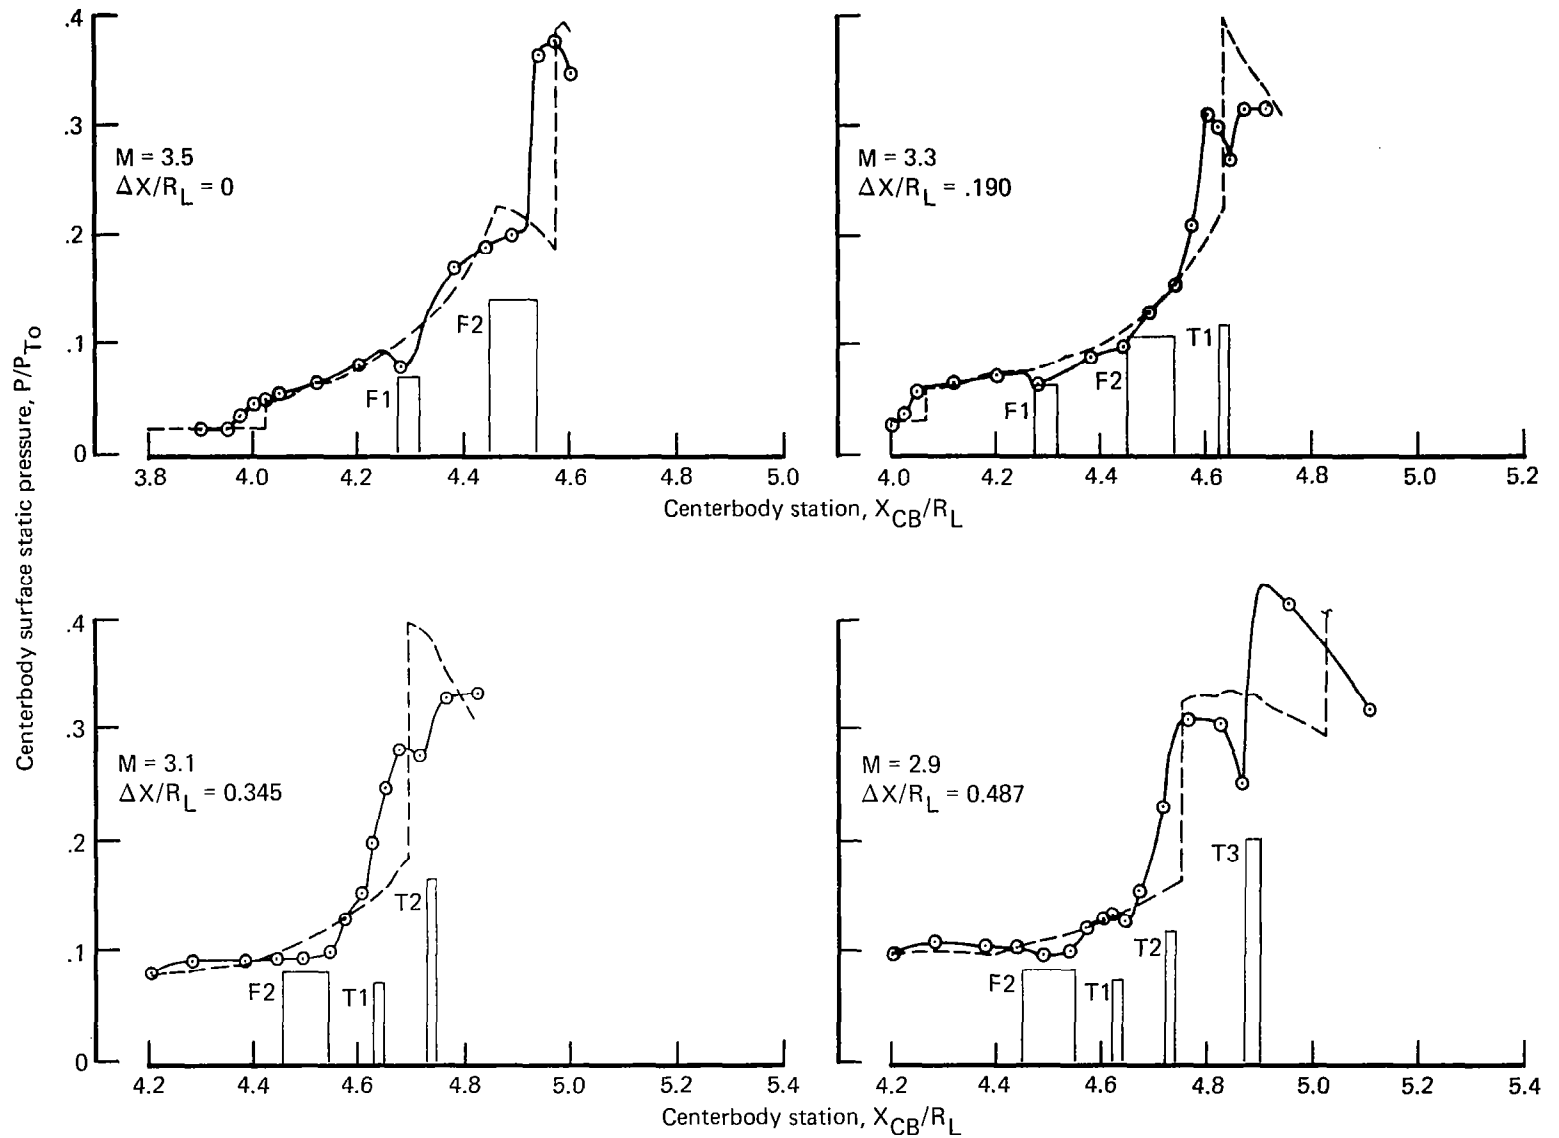 .4
.3
.2
.1
0
M = 3.5
ΔX/R_L = 0
F1
F2
3.8 4.0 4.2 4.4 4.6 4.8 5.0
M = 3.3
ΔX/R_L = .190
F1
F2
T1
4.0 4.2 4.4 4.6 4.8 5.0 5.2
Centerbody station, X_CB/R_L
Centerbody surface static pressure, P/P_To
.4
.3
.2
.1
0
M = 3.1
ΔX/R_L = 0.345
F2
T1
T2
4.2 4.4 4.6 4.8 5.0 5.2 5.4
M = 2.9
ΔX/R_L = 0.487
F2
T1
T2
T3
4.2 4.4 4.6 4.8 5.0 5.2 5.4
Centerbody station, X_CB/R_L